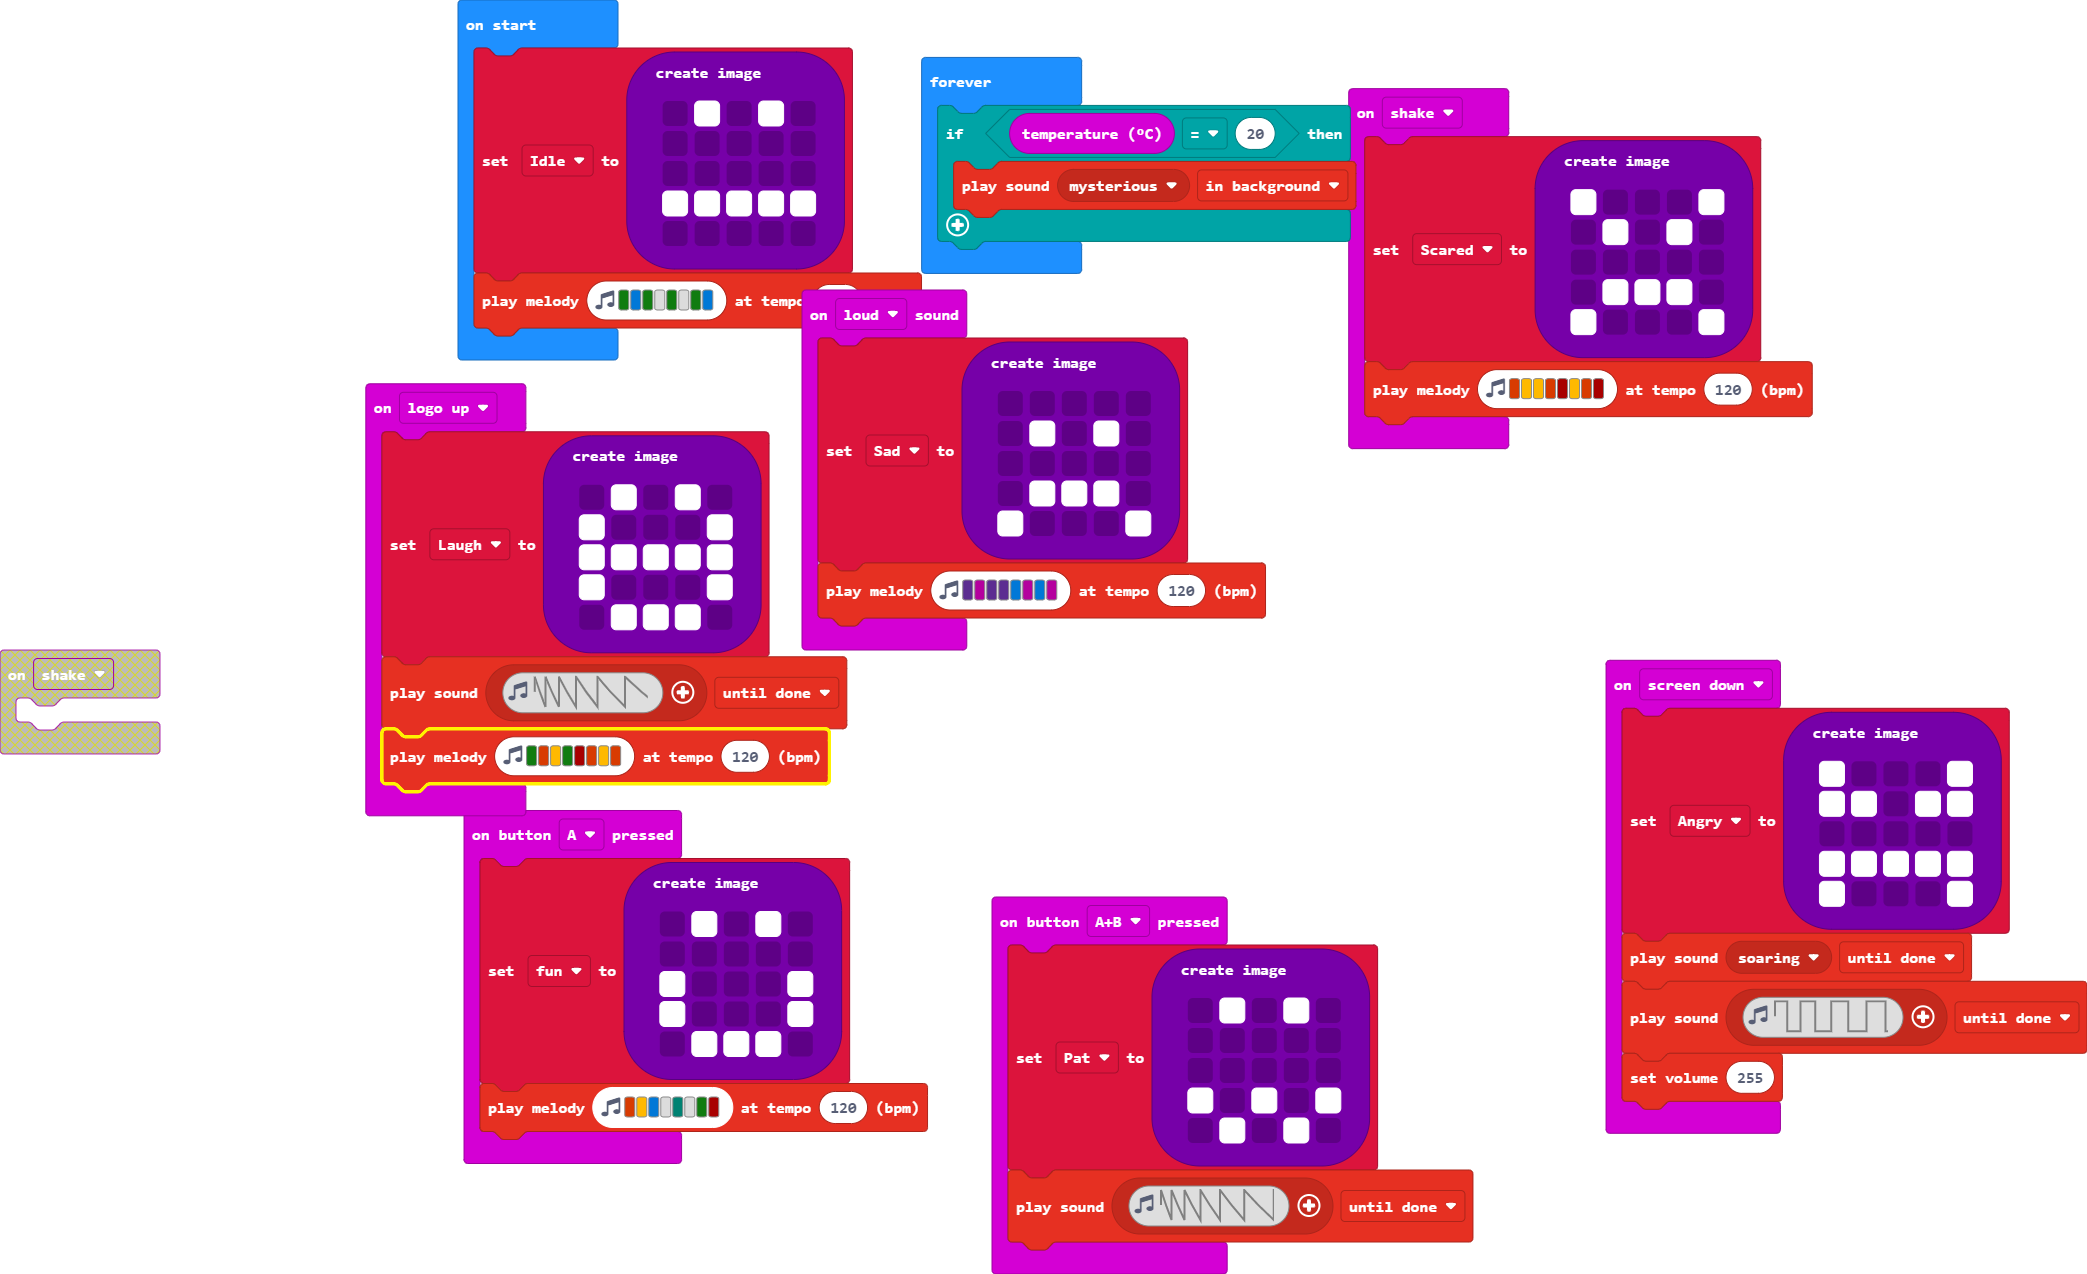 on start
create image
set Idle to
play melody at tempo
forever
if temperature (ºC) = 20 then
play sound mysterious in background
on shake
create image
set Scared to
play melody at tempo 120 (bpm)
on loud sound
create image
set Sad to
play melody at tempo 120 (bpm)
on logo up
create image
set Laugh to
play sound until done
play melody at tempo 120 (bpm)
on shake
on button A pressed
create image
set fun to
play melody at tempo 120 (bpm)
on button A+B pressed
create image
set Pat to
play sound until done
on screen down
create image
set Angry to
play sound soaring until done
play sound until done
set volume 255